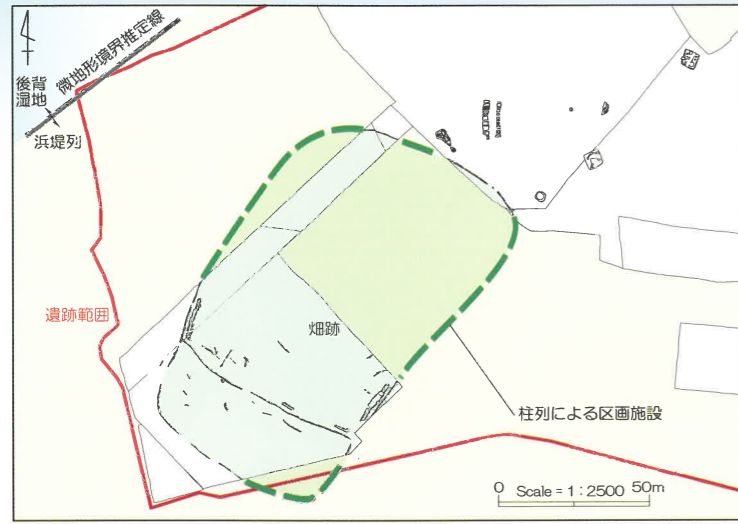 微地形境界推定線
後背
湿地
浜堤列
遺跡範囲
畑跡
柱列による区画施設
0 Scale = 1 : 2500 50m